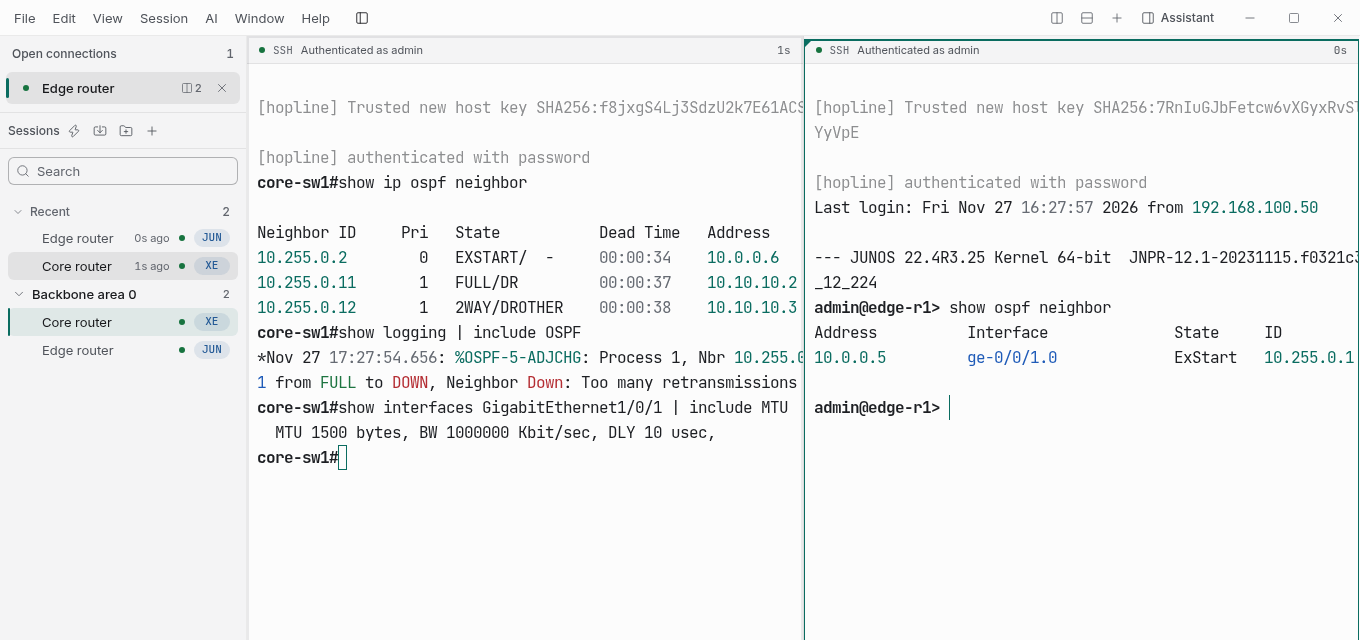 File Edit View Session AI Window Help
Assistant
Open connections 1
Edge router 2
Sessions
Search
Recent 2
Edge router 0s ago JUN
Core router 1s ago XE
Backbone area 0 2
Core router XE
Edge router JUN
SSH Authenticated as admin 1s
[hopline] Trusted new host key SHA256:f8jxgS4Lj3SdzU2k7E61ACS
[hopline] authenticated with password
core-sw1#show ip ospf neighbor
Neighbor ID Pri State Dead Time Address
10.255.0.2 0 EXSTART/ - 00:00:34 10.0.0.6
10.255.0.11 1 FULL/DR 00:00:37 10.10.10.2
10.255.0.12 1 2WAY/DROTHER 00:00:38 10.10.10.3
core-sw1#show logging | include OSPF
*Nov 27 17:27:54.656: %OSPF-5-ADJCHG: Process 1, Nbr 10.255.0
1 from FULL to DOWN, Neighbor Down: Too many retransmissions
core-sw1#show interfaces GigabitEthernet1/0/1 | include MTU
MTU 1500 bytes, BW 1000000 Kbit/sec, DLY 10 usec,
core-sw1#
SSH Authenticated as admin 0s
[hopline] Trusted new host key SHA256:7RnIuGJbFetcw6vXGyxRvST
YyVpE
[hopline] authenticated with password
Last login: Fri Nov 27 16:27:57 2026 from 192.168.100.50
--- JUNOS 22.4R3.25 Kernel 64-bit JNPR-12.1-20231115.f0321c3
_12_224
admin@edge-r1> show ospf neighbor
Address Interface State ID
10.0.0.5 ge-0/0/1.0 ExStart 10.255.0.1
admin@edge-r1>